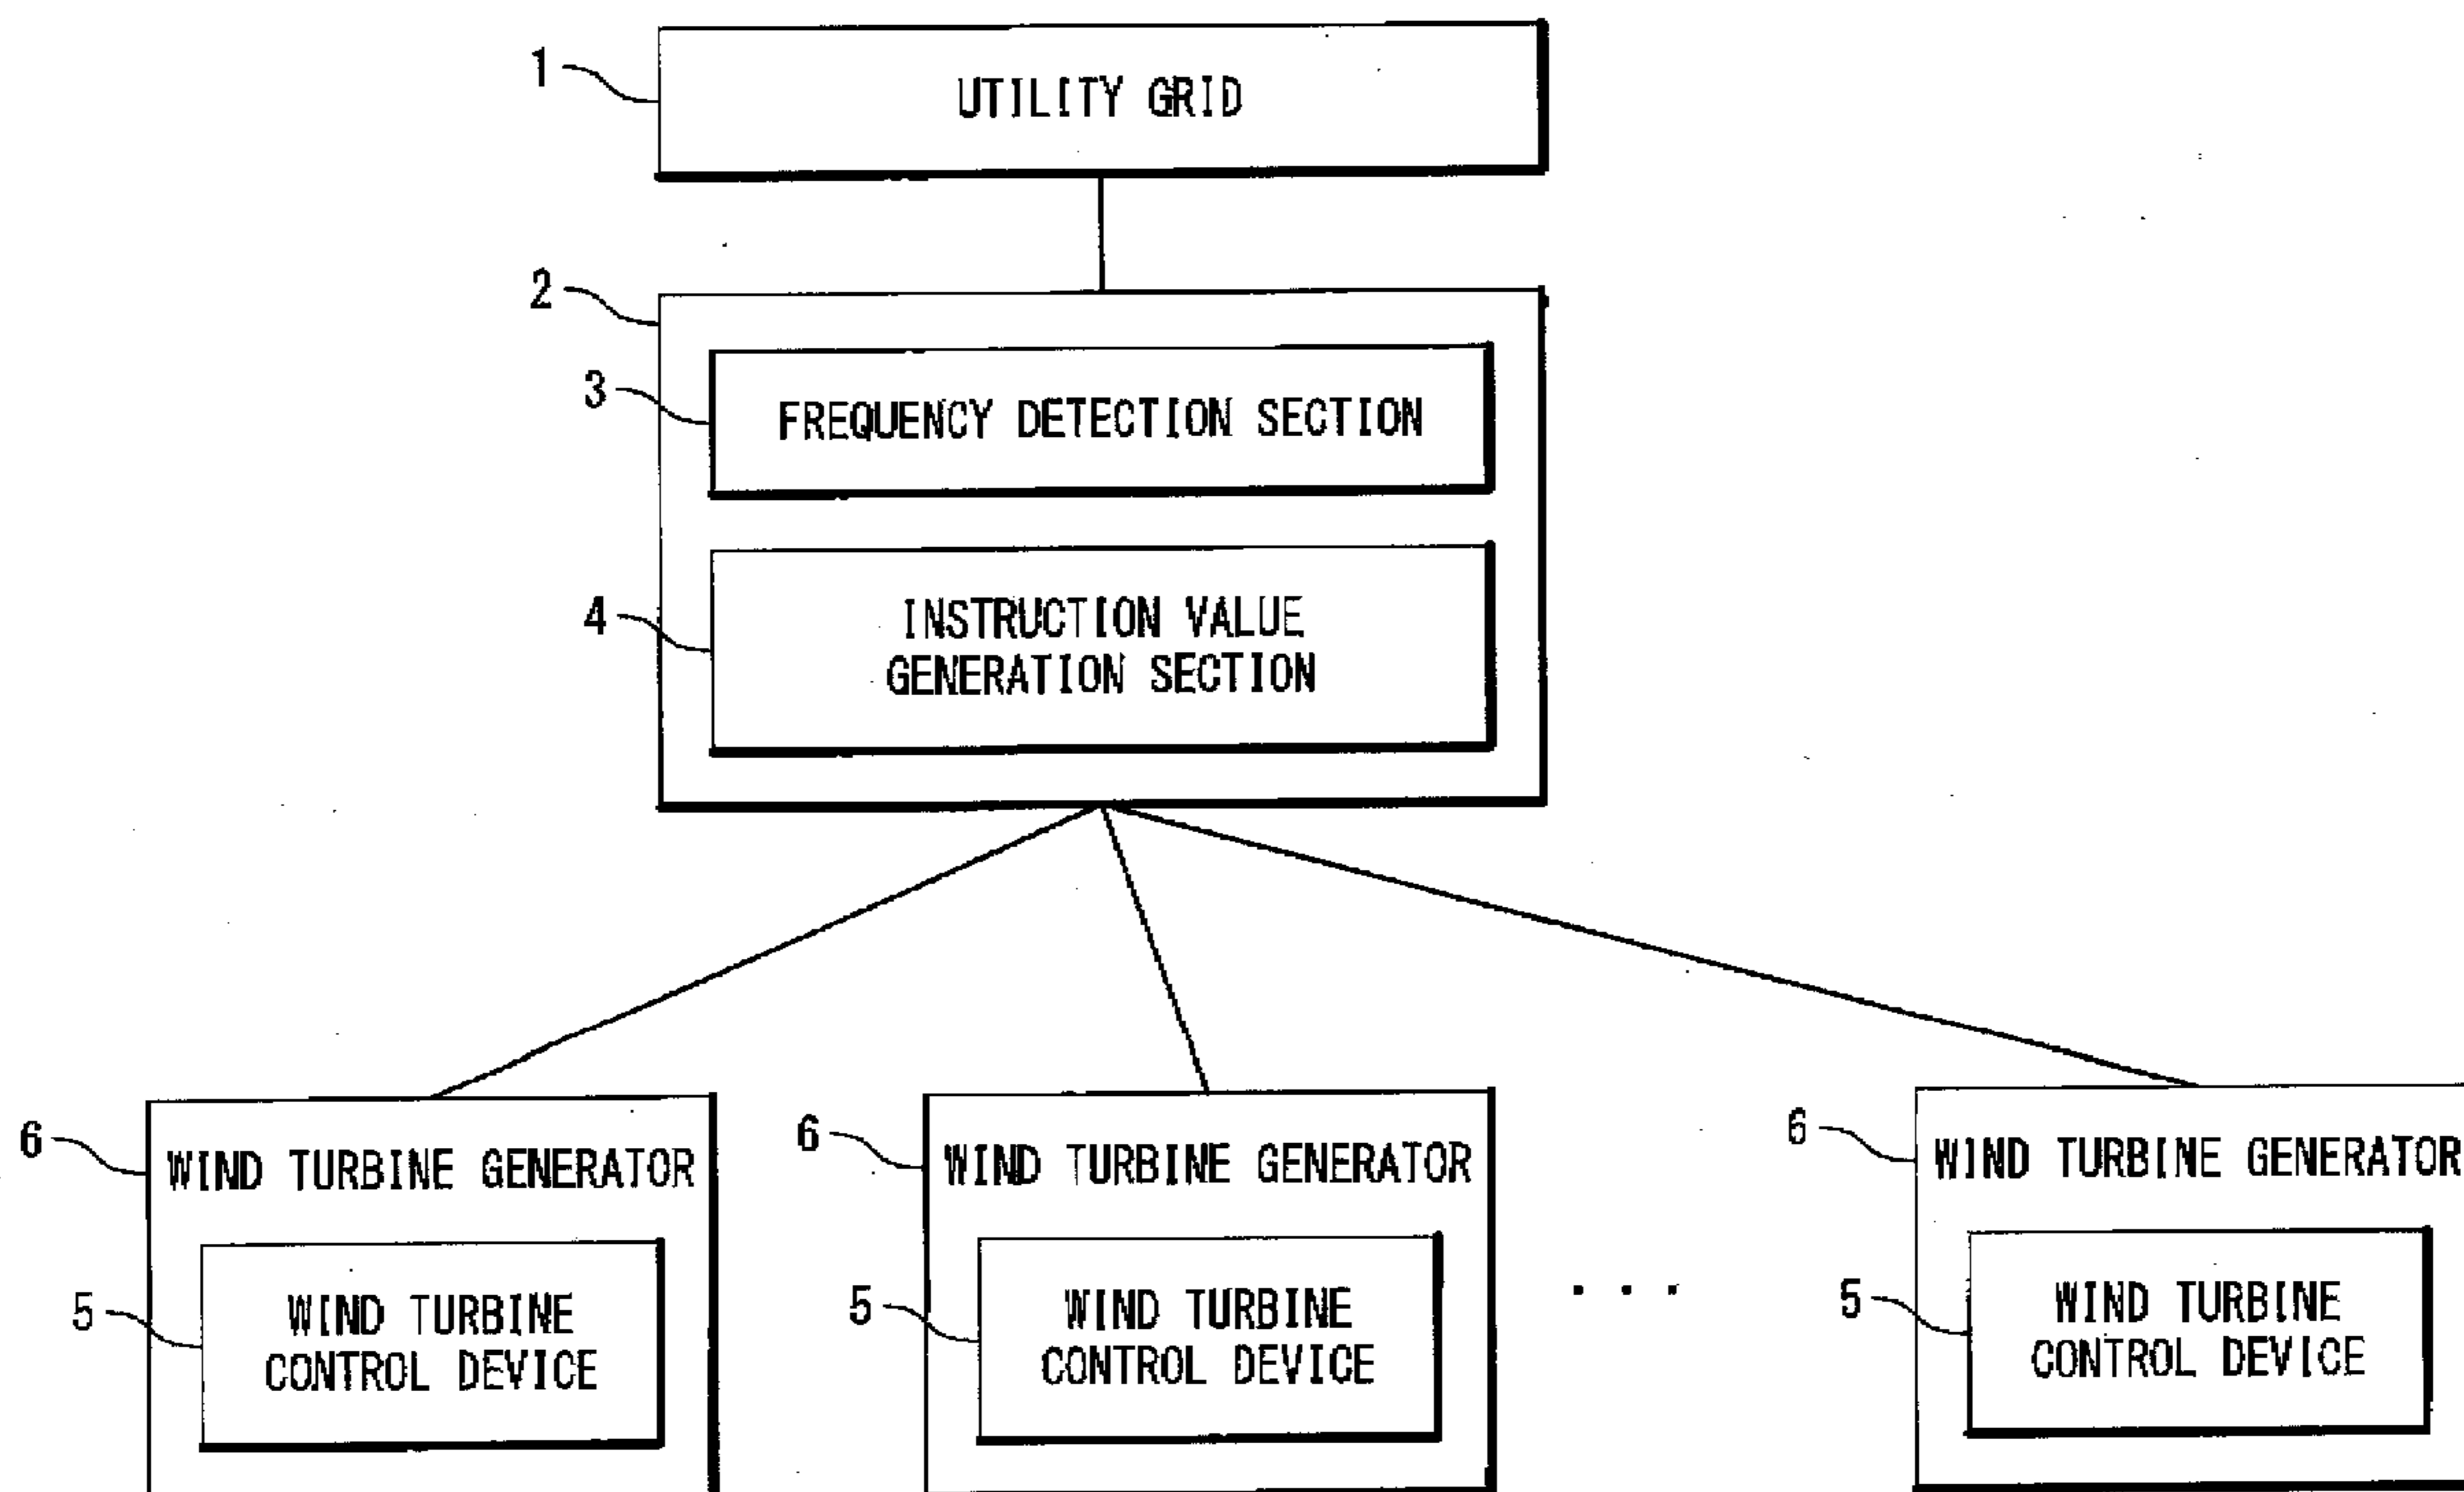 1
UTILITY GRID
2
3
FREQUENCY DETECTION SECTION
4
INSTRUCTION VALUE
GENERATION SECTION
6
WIND TURBINE GENERATOR
5
WIND TURBINE
CONTROL DEVICE
6
WIND TURBINE GENERATOR
5
WIND TURBINE
CONTROL DEVICE
. . .
6
WIND TURBINE GENERATOR
5
WIND TURBINE
CONTROL DEVICE